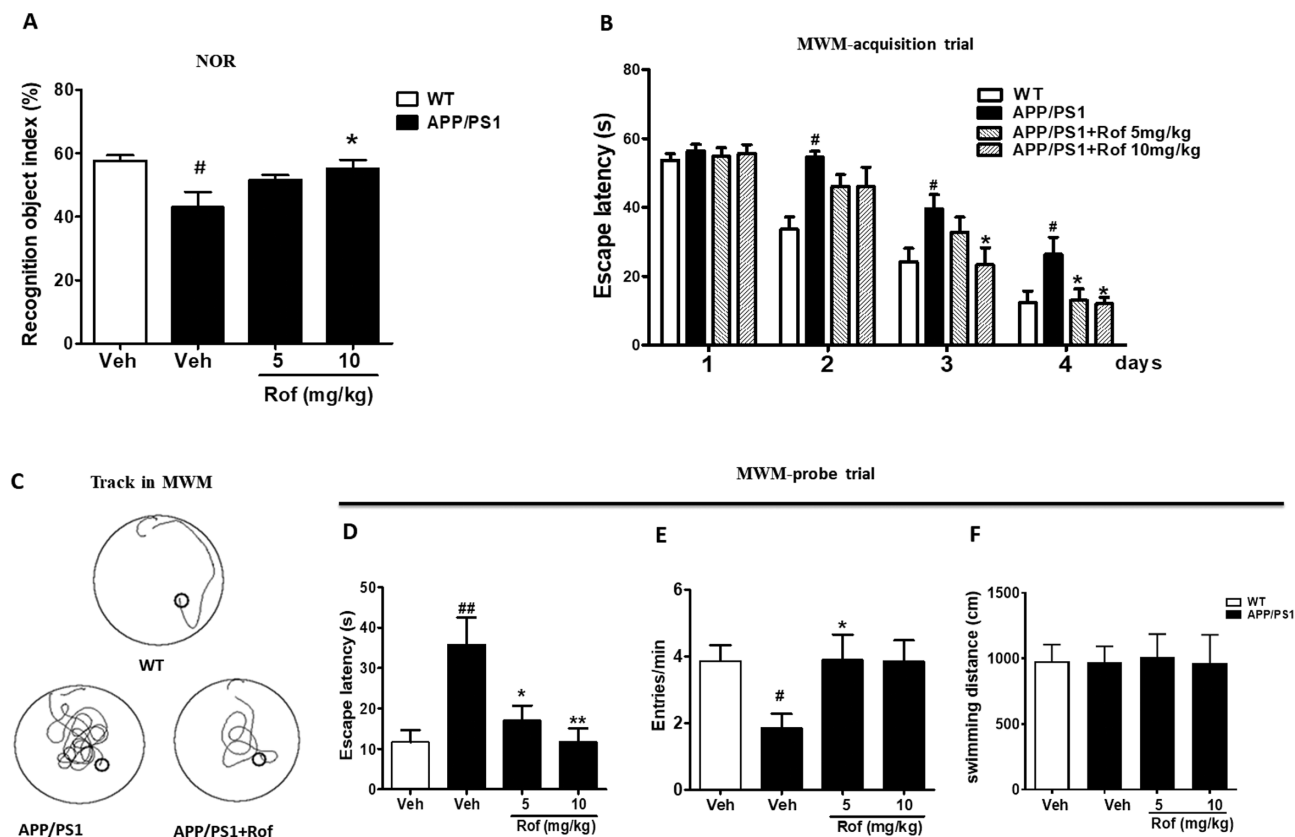 A
NOR
Recognition object index (%)
80
60
40
20
0
#
*
WT
APP/PS1
Veh Veh 5 10
Rof (mg/kg)
B
MWM-acquisition trial
Escape latency (s)
80
60
40
20
0
WT
APP/PS1
APP/PS1+Rof 5mg/kg
APP/PS1+Rof 10mg/kg
#
#
*
#
*
*
1 2 3 4 days
C
Track in MWM
WT
APP/PS1
APP/PS1+Rof
MWM-probe trial
D
Escape latency (s)
50
40
30
20
10
0
##
*
**
Veh Veh 5 10
Rof (mg/kg)
E
Entries/min
6
4
2
0
#
*
Veh Veh 5 10
Rof (mg/kg)
F
swimming distance (cm)
1500
1000
500
0
WT
APP/PS1
Veh Veh 5 10
Rof (mg/kg)